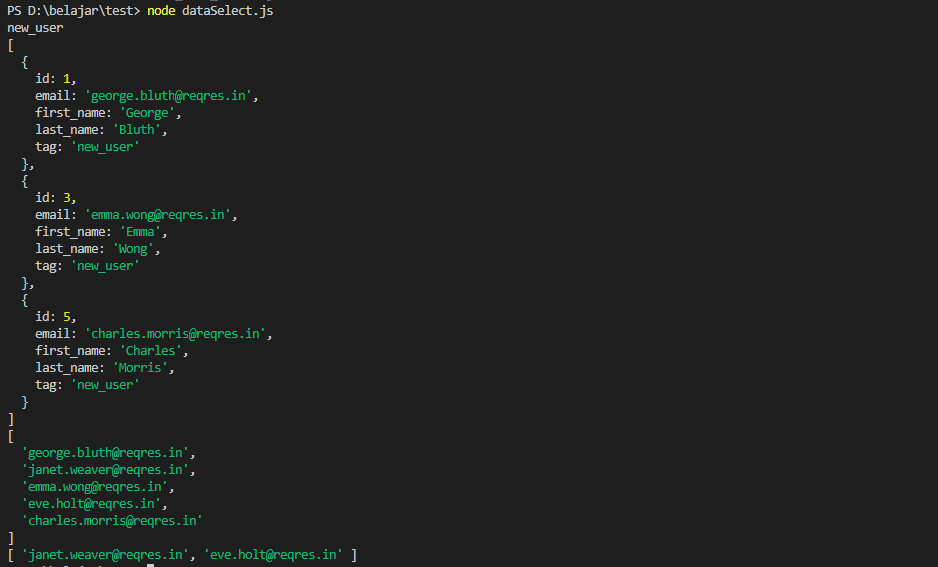 PS D:\belajar\test> node dataSelect.js
new_user
[
  {
    id: 1,
    email: 'george.bluth@reqres.in',
    first_name: 'George',
    last_name: 'Bluth',
    tag: 'new_user'
  },
  {
    id: 3,
    email: 'emma.wong@reqres.in',
    first_name: 'Emma',
    last_name: 'Wong',
    tag: 'new_user'
  },
  {
    id: 5,
    email: 'charles.morris@reqres.in',
    first_name: 'Charles',
    last_name: 'Morris',
    tag: 'new_user'
  }
]
[
  'george.bluth@reqres.in',
  'janet.weaver@reqres.in',
  'emma.wong@reqres.in',
  'eve.holt@reqres.in',
  'charles.morris@reqres.in'
]
[ 'janet.weaver@reqres.in', 'eve.holt@reqres.in' ]